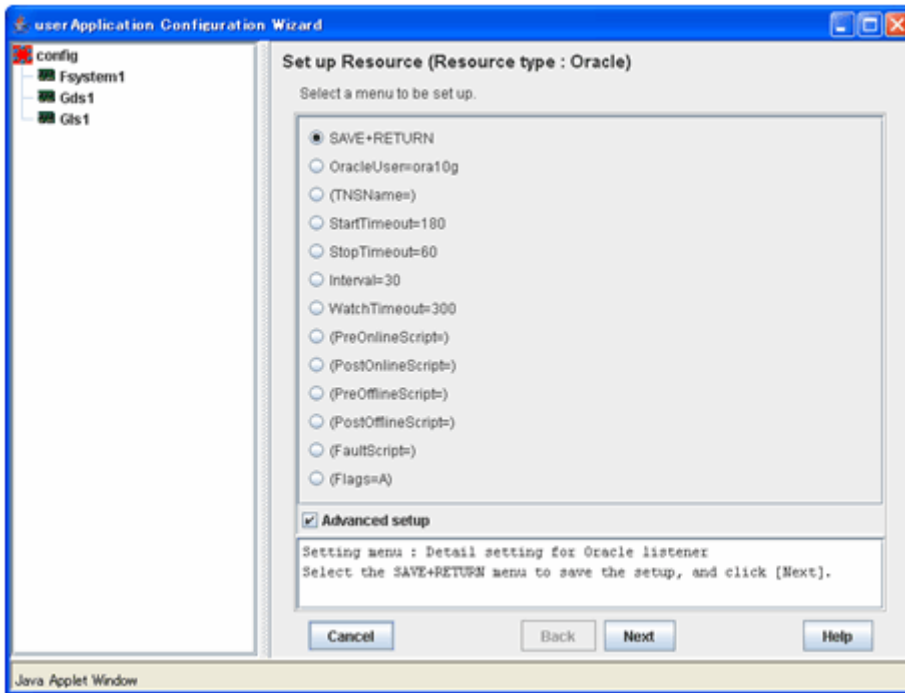 userApplication Configuration Wizard
config
Fsystem1
Gds1
Gls1
Set up Resource (Resource type : Oracle)
Select a menu to be set up.
SAVE+RETURN
OracleUser=ora10g
(TNSName=)
StartTimeout=180
StopTimeout=60
Interval=30
WatchTimeout=300
(PreOnlineScript=)
(PostOnlineScript=)
(PreOfflineScript=)
(PostOfflineScript=)
(FaultScript=)
(Flags=A)
Advanced setup
Setting menu : Detail setting for Oracle listener
Select the SAVE+RETURN menu to save the setup, and click [Next].
Cancel Back Next Help
Java Applet Window